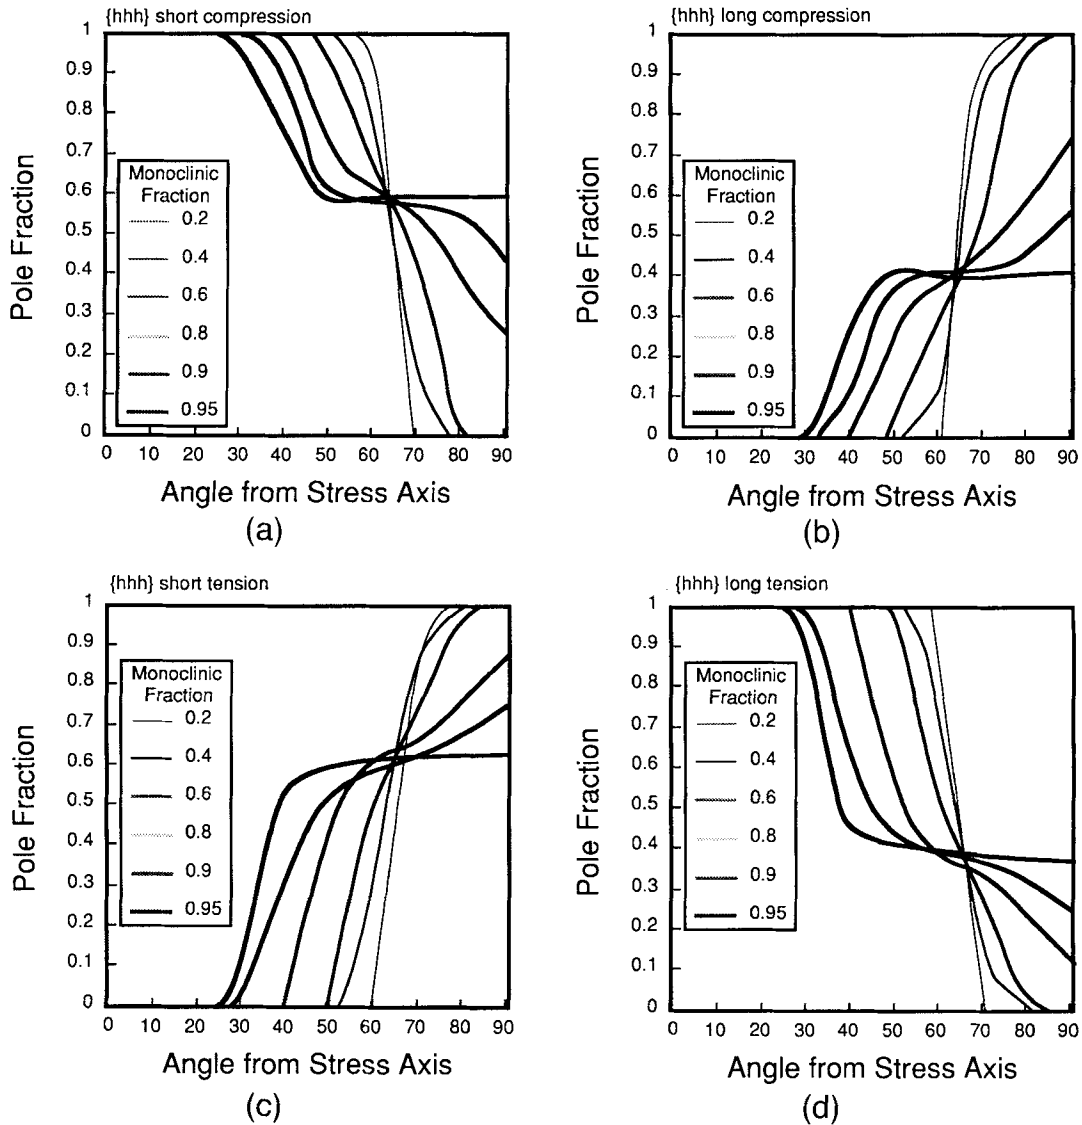 {hhh} short compression
1
0.9
0.8
0.7
0.6
0.5
0.4
0.3
0.2
0.1
0
Pole Fraction
Monoclinic
Fraction
0.2
0.4
0.6
0.8
0.9
0.95
0 10 20 30 40 50 60 70 80 90
Angle from Stress Axis
(a)
{hhh} long compression
1
0.9
0.8
0.7
0.6
0.5
0.4
0.3
0.2
0.1
0
Pole Fraction
Monoclinic
Fraction
0.2
0.4
0.6
0.8
0.9
0.95
0 10 20 30 40 50 60 70 80 90
Angle from Stress Axis
(b)
{hhh} short tension
1
0.9
0.8
0.7
0.6
0.5
0.4
0.3
0.2
0.1
0
Pole Fraction
Monoclinic
Fraction
0.2
0.4
0.6
0.8
0.9
0.95
0 10 20 30 40 50 60 70 80 90
Angle from Stress Axis
(c)
{hhh} long tension
1
0.9
0.8
0.7
0.6
0.5
0.4
0.3
0.2
0.1
0
Pole Fraction
Monoclinic
Fraction
0.2
0.4
0.6
0.8
0.9
0.95
0 10 20 30 40 50 60 70 80 90
Angle from Stress Axis
(d)